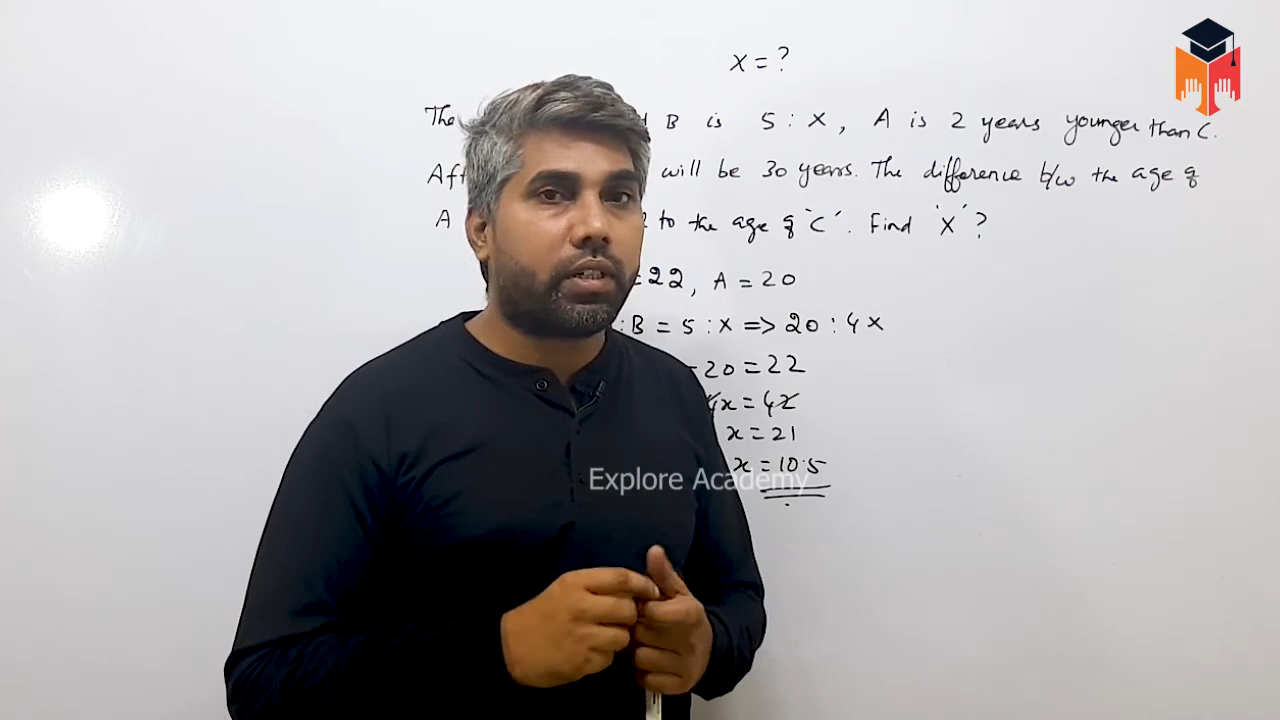 X = ?
The B is 5 : X , A is 2 years younger than C.
will be 30 years. The difference b/w the age of
A to the age of 'C'. Find 'X' ?
= 22 , A = 20
: B = 5 : X => 20 : 4x
- 20 = 22
4x = 42
x = 21
x = 10.5
Explore Academy